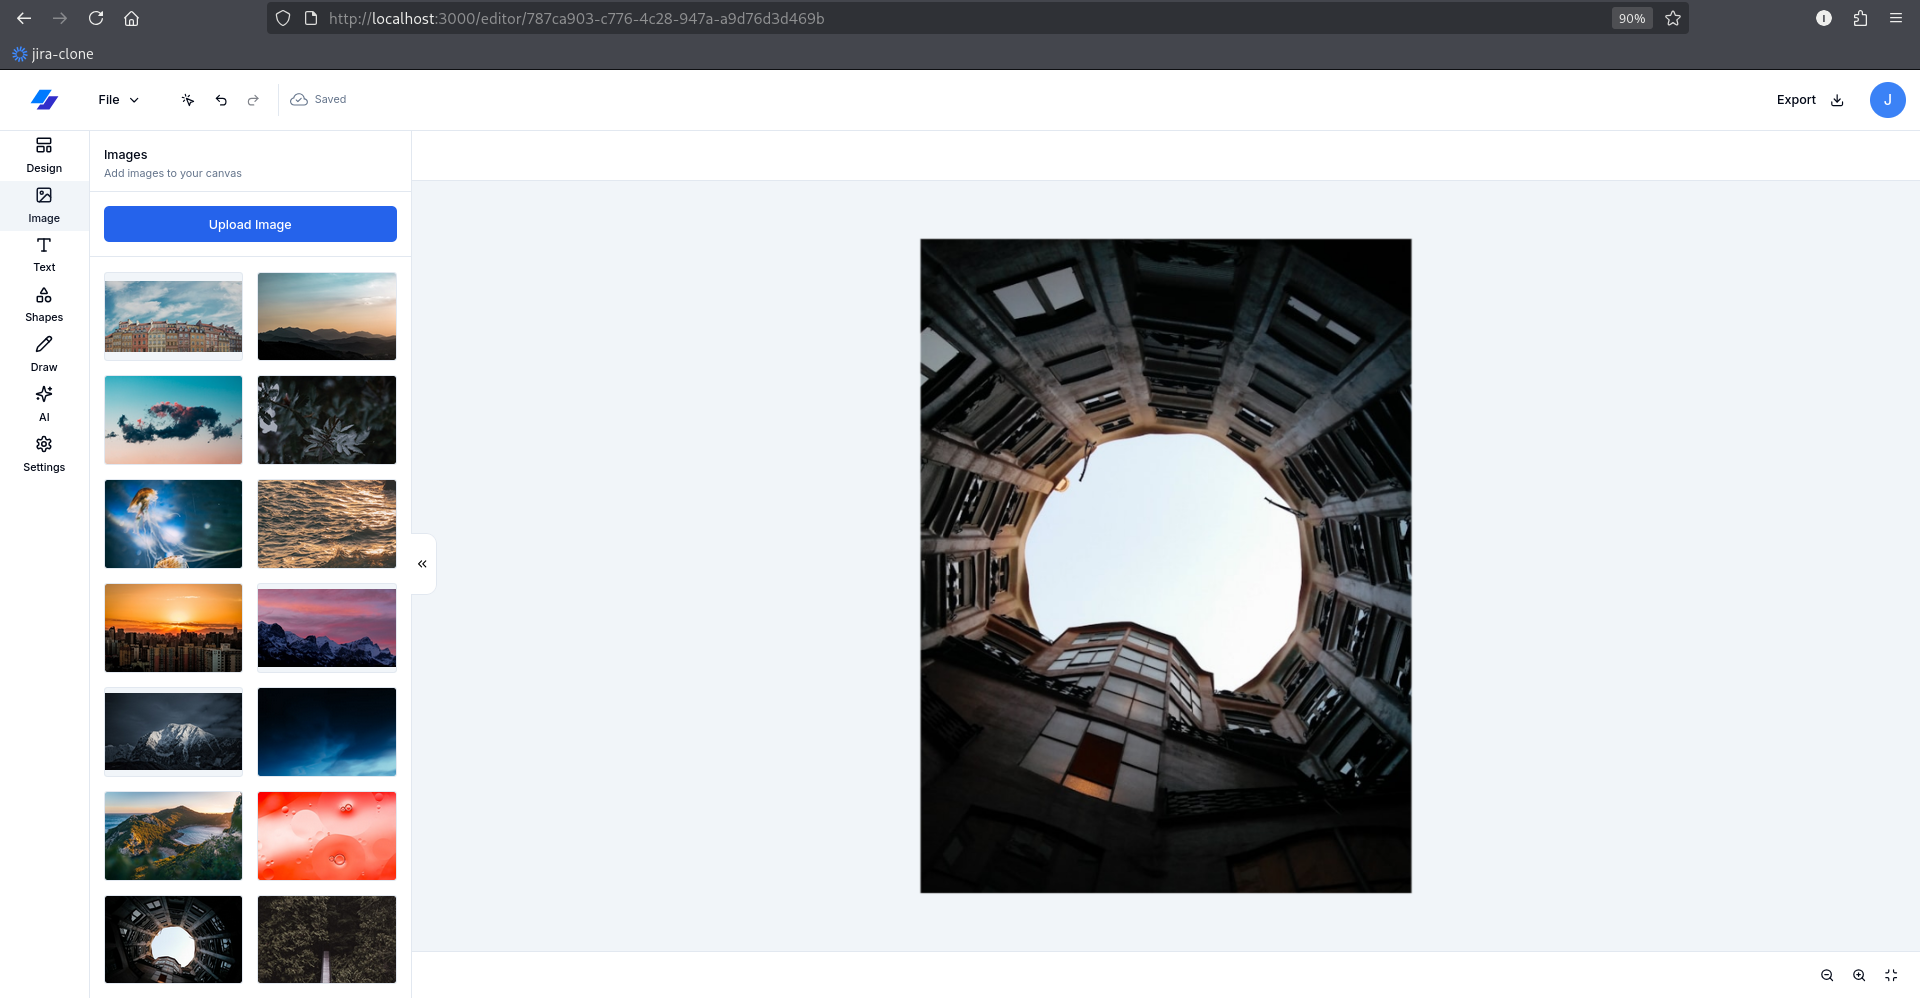 http://localhost:3000/editor/787ca903-c776-4c28-947a-a9d76d3d469b
90%
I
jira-clone
File
Saved
Export
J
Design
Image
Text
Shapes
Draw
AI
Settings
Images
Add images to your canvas
Upload Image